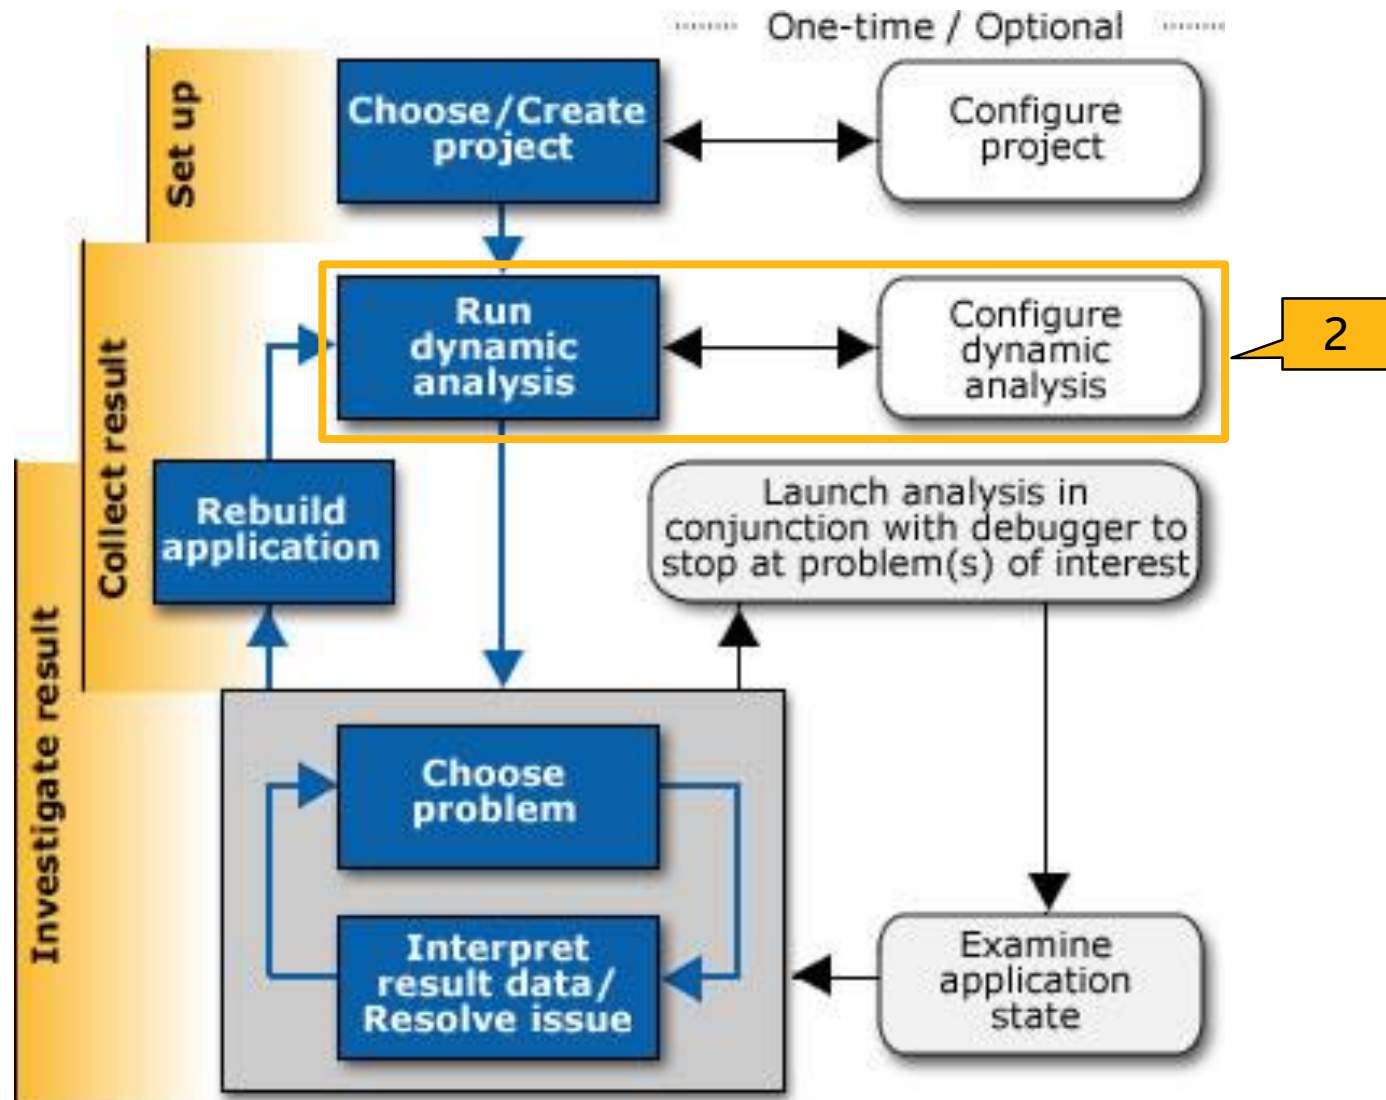 One-time / Optional
Set up
Choose/Create
project
Configure
project
Collect result
Run
dynamic
analysis
Configure
dynamic
analysis
2
Investigate result
Rebuild
application
Launch analysis in
conjunction with debugger to
stop at problem(s) of interest
Choose
problem
Interpret
result data/
Resolve issue
Examine
application
state